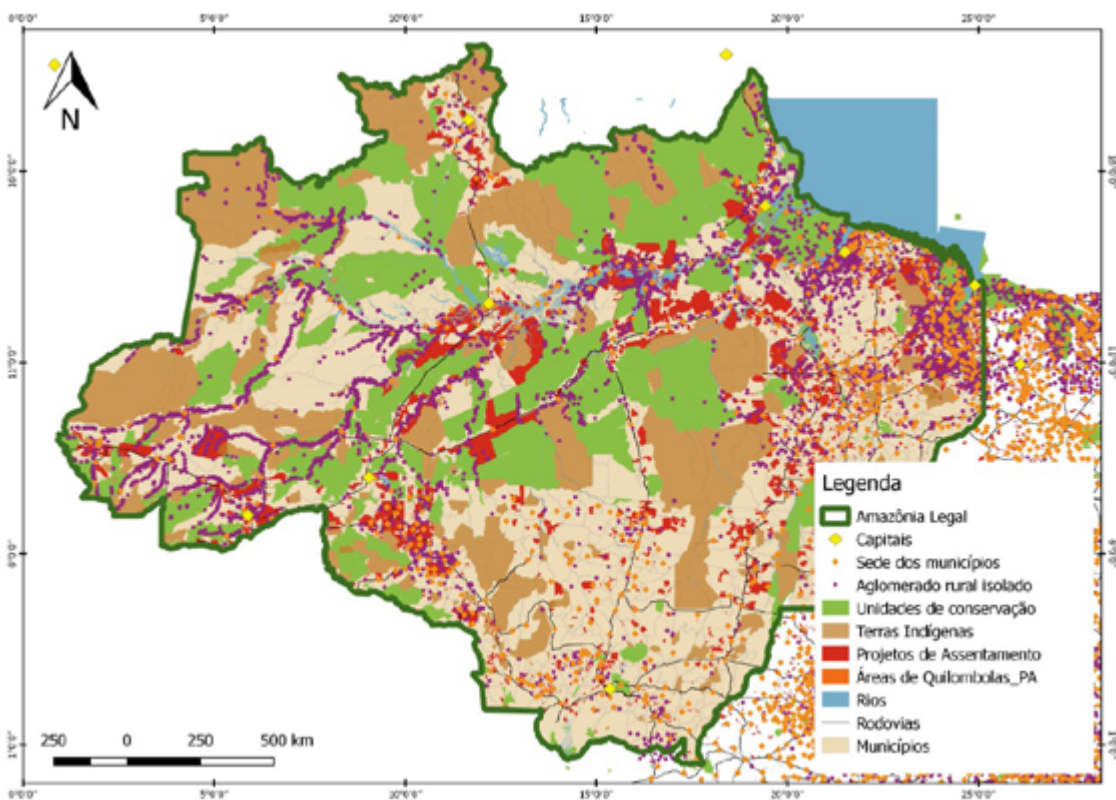 N
Legenda
Amazônia Legal
Capitais
Sede dos municípios
Aglomerado rural isolado
Unidades de conservação
Terras Indígenas
Projetos de Assentamento
Áreas de Quilombolas_PA
Rios
Rodovias
Municípios
250 0 250 500 km